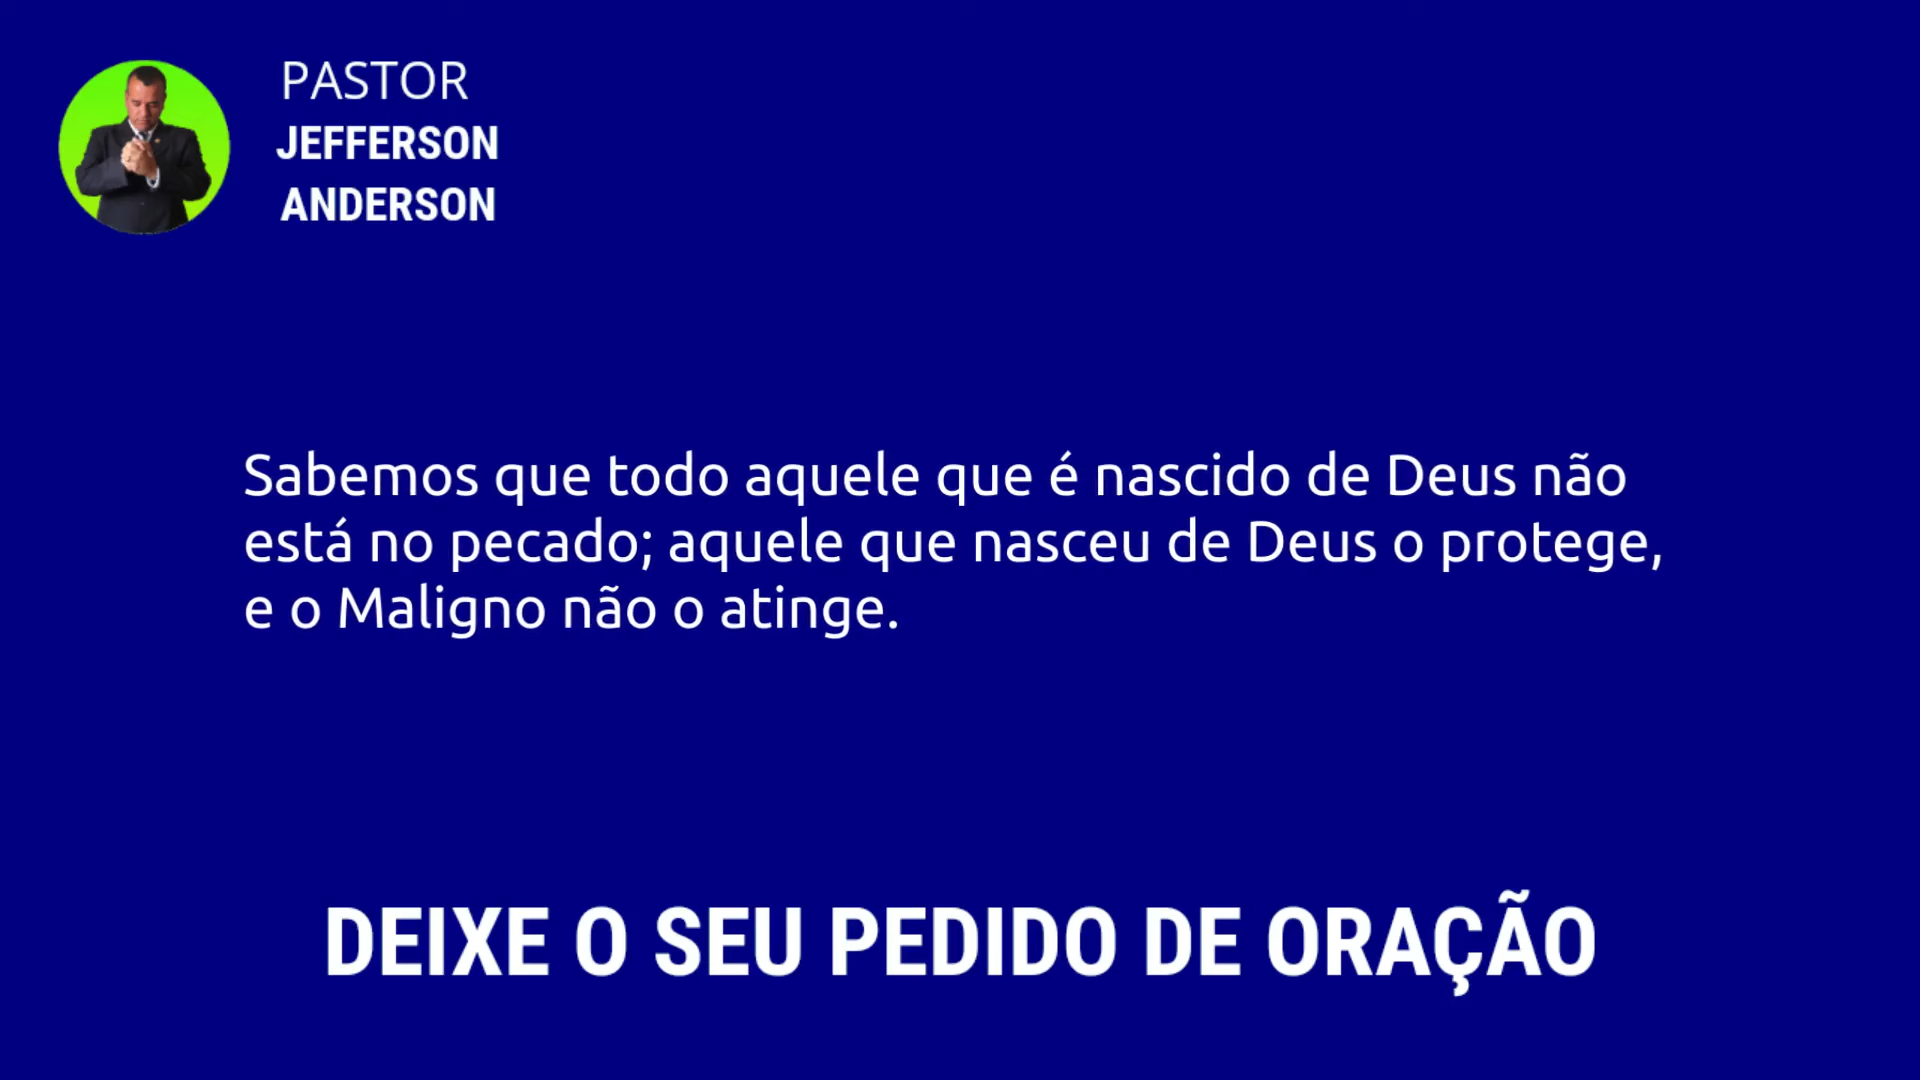 PASTOR
JEFFERSON
ANDERSON
Sabemos que todo aquele que é nascido de Deus não
está no pecado; aquele que nasceu de Deus o protege,
e o Maligno não o atinge.
DEIXE O SEU PEDIDO DE ORAÇÃO